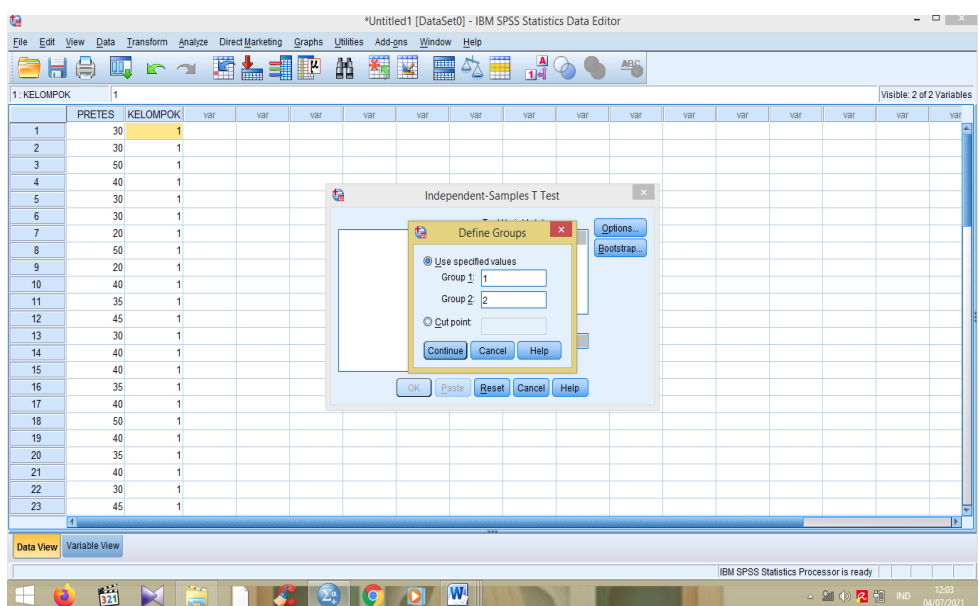 *Untitled1 [DataSet0] - IBM SPSS Statistics Data Editor
File Edit View Data Transform Analyze Direct Marketing Graphs Utilities Add-ons Window Help
1 : KELOMPOK 1 Visible: 2 of 2 Variables
PRETES KELOMPOK var var var var var var var var var var var var var var var
1 30 1
2 30 1
3 50 1
4 40 1
5 30 1
6 30 1
7 20 1
8 50 1
9 20 1
10 40 1
11 35 1
12 45 1
13 30 1
14 40 1
15 40 1
16 35 1
17 40 1
18 50 1
19 40 1
20 35 1
21 40 1
22 30 1
23 45 1
Independent-Samples T Test
Options...
Bootstrap...
Define Groups
Use specified values
Group 1: 1
Group 2: 2
Cut point:
Continue Cancel Help
OK Paste Reset Cancel Help
Data View Variable View
IBM SPSS Statistics Processor is ready
321
IND
12:03
04/07/2021